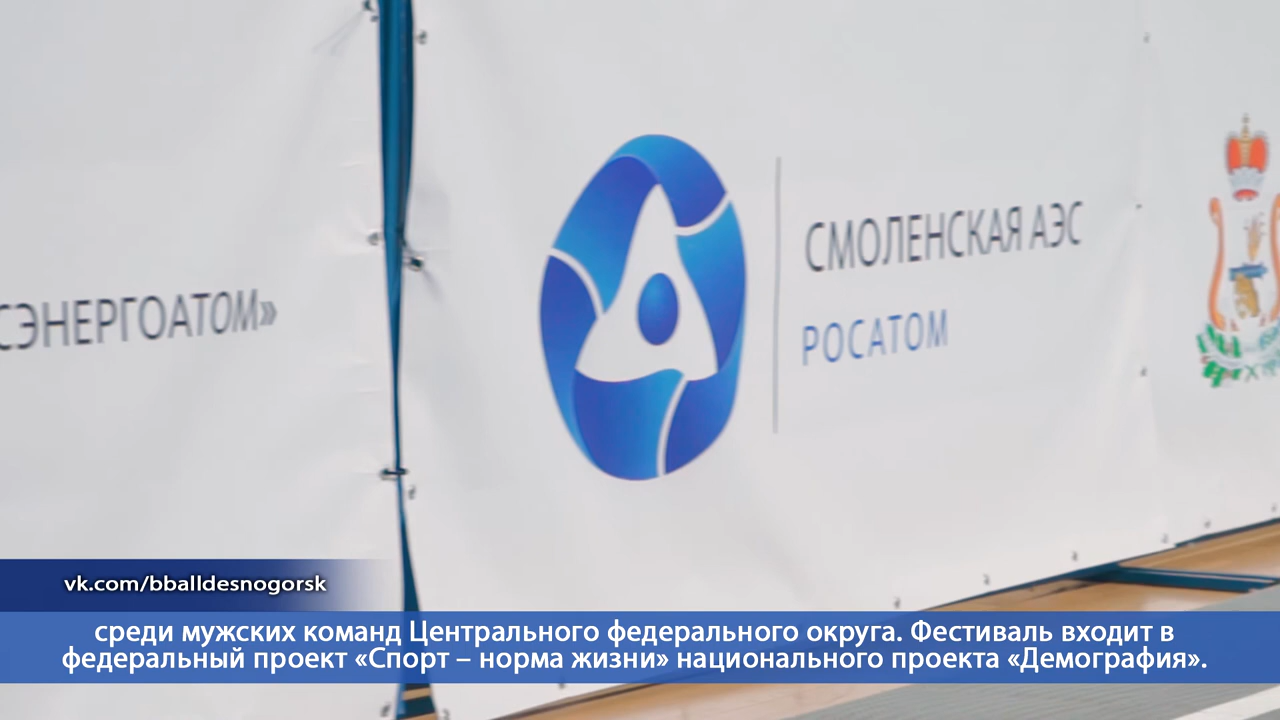 СМОЛЕНСКАЯ АЭС
СЭНЕРГОАТОМ»
РОСАТОМ
vk.com/bballdesnogorsk
среди мужских команд Центрального федерального округа. Фестиваль входит в
федеральный проект «Спорт – норма жизни» национального проекта «Демография».